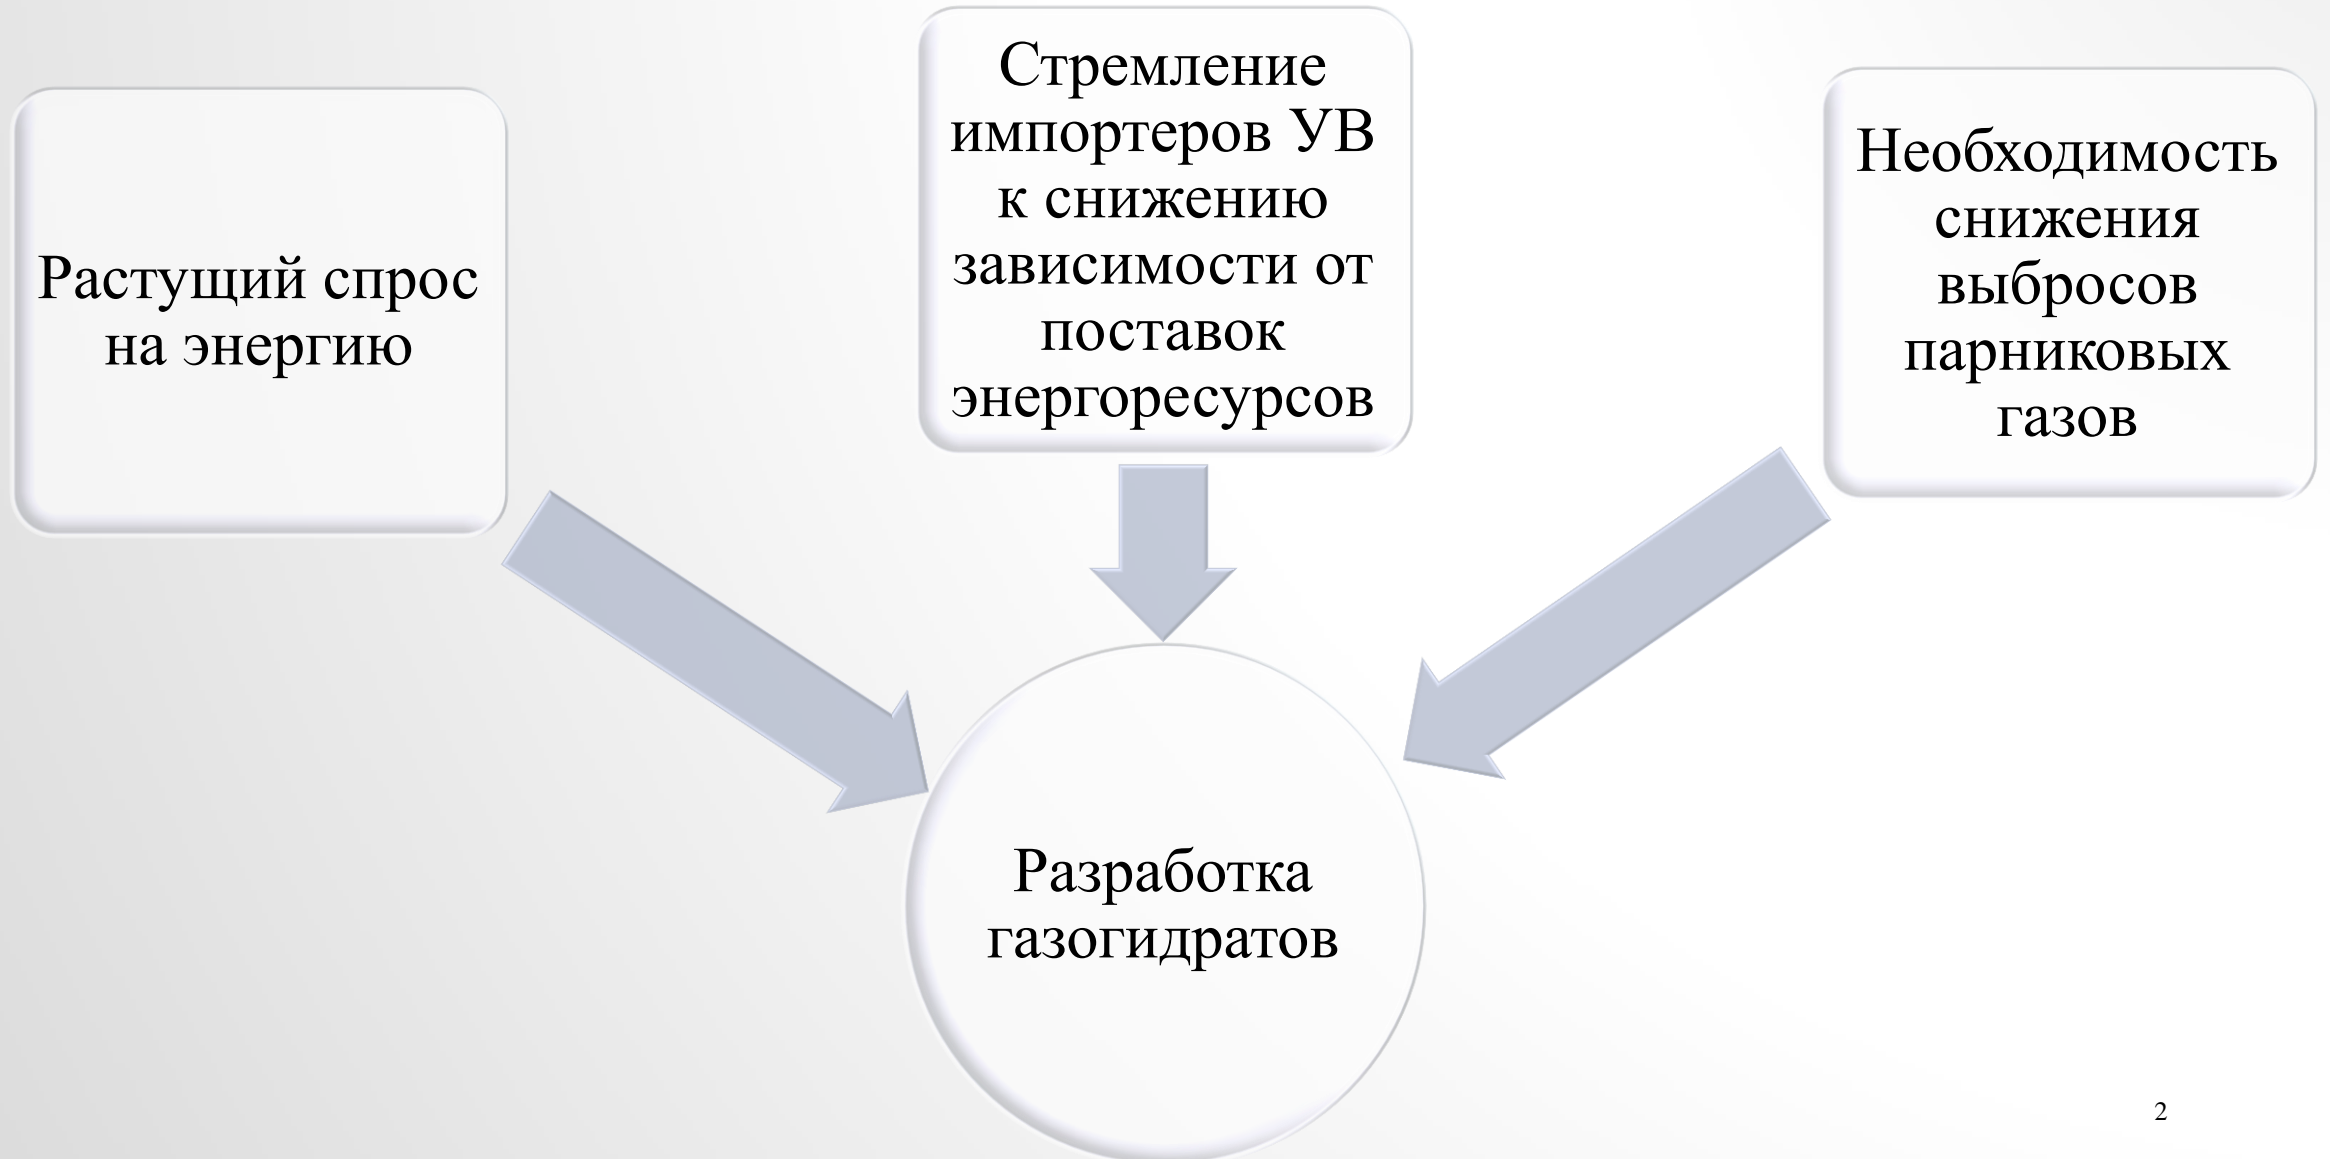 Растущий спрос
на энергию
Стремление
импортеров УВ
к снижению
зависимости от
поставок
энергоресурсов
Необходимость
снижения
выбросов
парниковых
газов
Разработка
газогидратов
2